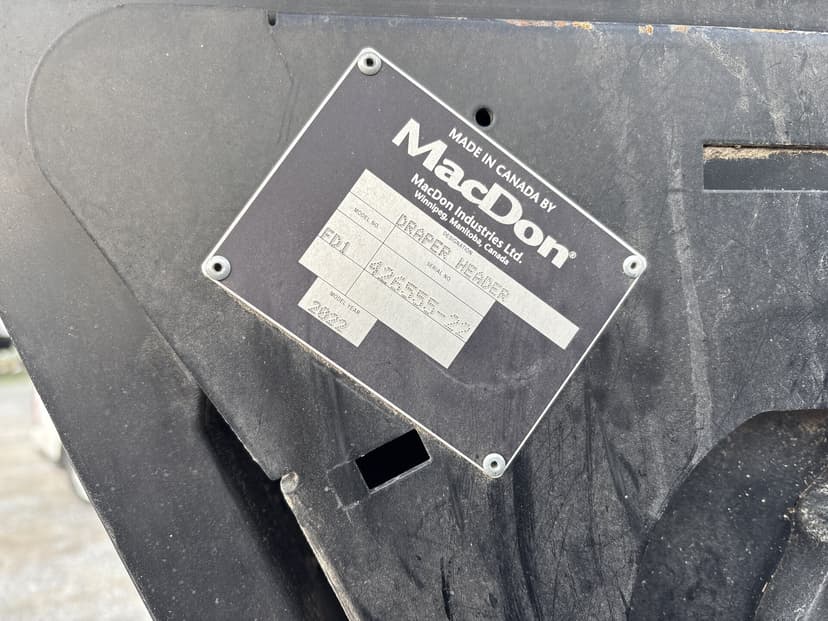 MADE IN CANADA BY
MacDon®
MacDon Industries Ltd.
Winnipeg, Manitoba, Canada
DESIGNATION
DRAPER HEADER
MODEL NO.
SERIAL NO.
FD1
426555-22
MODEL YEAR
2022